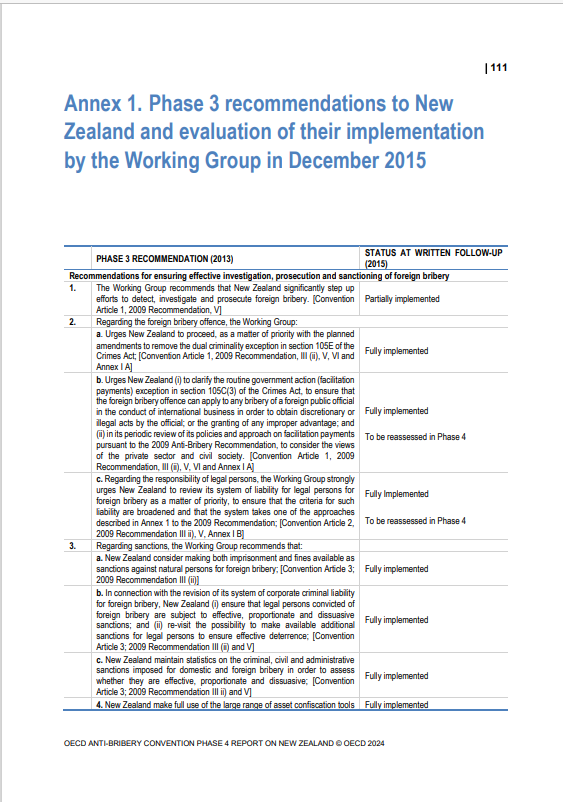 | 111
Annex 1. Phase 3 recommendations to New
Zealand and evaluation of their implementation
by the Working Group in December 2015
PHASE 3 RECOMMENDATION (2013)
STATUS AT WRITTEN FOLLOW-UP
(2015)
Recommendations for ensuring effective investigation, prosecution and sanctioning of foreign bribery
1.
The Working Group recommends that New Zealand significantly step up
efforts to detect, investigate and prosecute foreign bribery. [Convention
Article 1, 2009 Recommendation, V]
Partially implemented
2.
Regarding the foreign bribery offence, the Working Group:
a. Urges New Zealand to proceed, as a matter of priority with the planned
amendments to remove the dual criminality exception in section 105E of the
Crimes Act; [Convention Article 1, 2009 Recommendation, III (ii), V, VI and
Annex I A]
Fully implemented
b. Urges New Zealand (i) to clarify the routine government action (facilitation
payments) exception in section 105C(3) of the Crimes Act, to ensure that
the foreign bribery offence can apply to any bribery of a foreign public official
in the conduct of international business in order to obtain discretionary or
illegal acts by the official; or the granting of any improper advantage; and
(ii) in its periodic review of its policies and approach on facilitation payments
pursuant to the 2009 Anti-Bribery Recommendation, to consider the views
of the private sector and civil society. [Convention Article 1, 2009
Recommendation, III (ii), V, VI and Annex I A]
Fully implemented
To be reassessed in Phase 4
c. Regarding the responsibility of legal persons, the Working Group strongly
urges New Zealand to review its system of liability for legal persons for
foreign bribery as a matter of priority, to ensure that the criteria for such
liability are broadened and that the system takes one of the approaches
described in Annex 1 to the 2009 Recommendation; [Convention Article 2,
2009 Recommendation III ii), V, Annex I B]
Fully Implemented
To be reassessed in Phase 4
3.
Regarding sanctions, the Working Group recommends that:
a. New Zealand consider making both imprisonment and fines available as
sanctions against natural persons for foreign bribery; [Convention Article 3;
2009 Recommendation III (ii)]
Fully implemented
b. In connection with the revision of its system of corporate criminal liability
for foreign bribery, New Zealand (i) ensure that legal persons convicted of
foreign bribery are subject to effective, proportionate and dissuasive
sanctions; and (ii) re-visit the possibility to make available additional
sanctions for legal persons to ensure effective deterrence; [Convention
Article 3; 2009 Recommendation III (ii) and V]
Fully implemented
c. New Zealand maintain statistics on the criminal, civil and administrative
sanctions imposed for domestic and foreign bribery in order to assess
whether they are effective, proportionate and dissuasive; [Convention
Article 3; 2009 Recommendation III ii) and V]
Fully implemented
4. New Zealand make full use of the large range of asset confiscation tools
Fully implemented
OECD ANTI-BRIBERY CONVENTION PHASE 4 REPORT ON NEW ZEALAND © OECD 2024